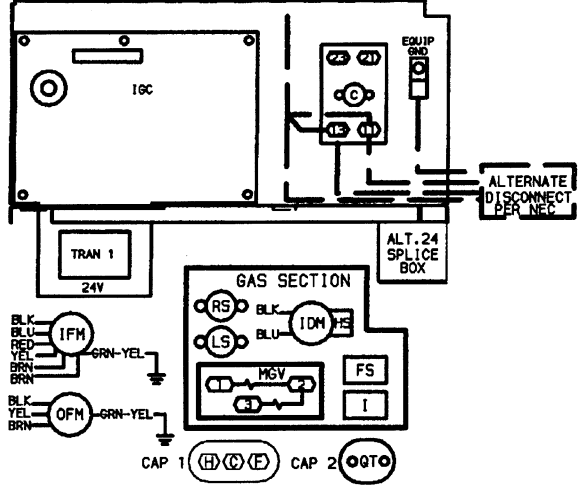 EQUIP
GND
IGC
23
21
C
13
11
ALTERNATE
DISCONNECT
PER NEC
TRAN 1
24V
ALT.24
SPLICE
BOX
GAS SECTION
RS
LS
BLK
BLU
IDM
HS
MGV
1
2
3
FS
I
BLK
BLU
RED
YEL
BRN
BRN
IFM
GRN-YEL
BLK
YEL
BRN
OFM
GRN-YEL
CAP 1
H
C
F
CAP 2
QT